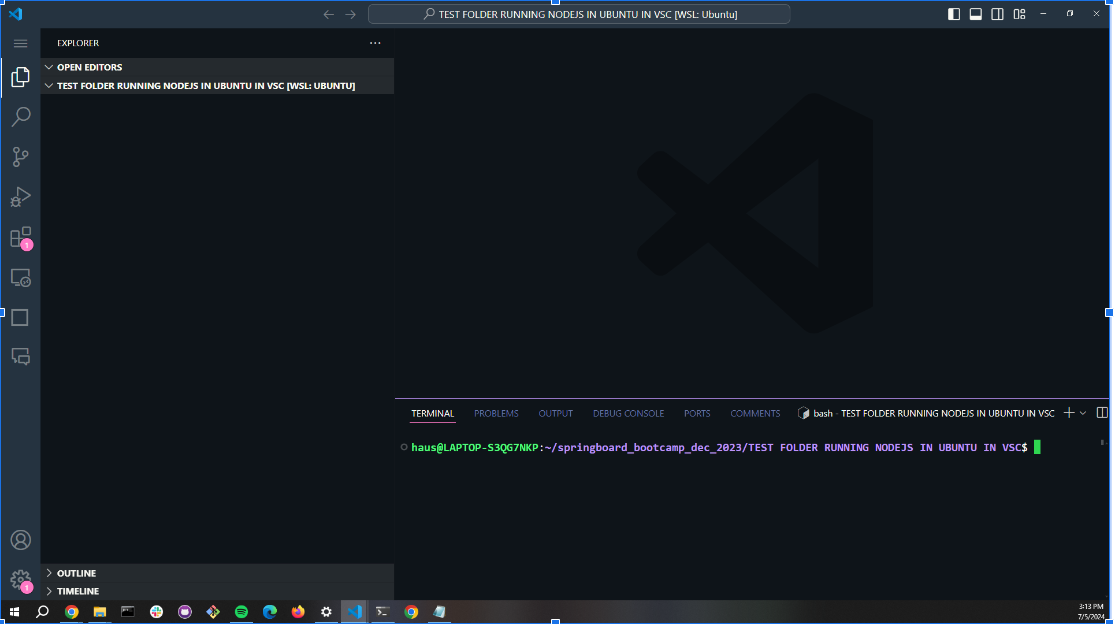 TEST FOLDER RUNNING NODEJS IN UBUNTU IN VSC [WSL: Ubuntu]
EXPLORER
OPEN EDITORS
TEST FOLDER RUNNING NODEJS IN UBUNTU IN VSC [WSL: UBUNTU]
1
TERMINAL PROBLEMS OUTPUT DEBUG CONSOLE PORTS COMMENTS bash - TEST FOLDER RUNNING NODEJS IN UBUNTU IN VSC
haus@LAPTOP-S3QG7NKP:~/springboard_bootcamp_dec_2023/TEST FOLDER RUNNING NODEJS IN UBUNTU IN VSC$
OUTLINE
1
TIMELINE
3:13 PM
7/5/2024